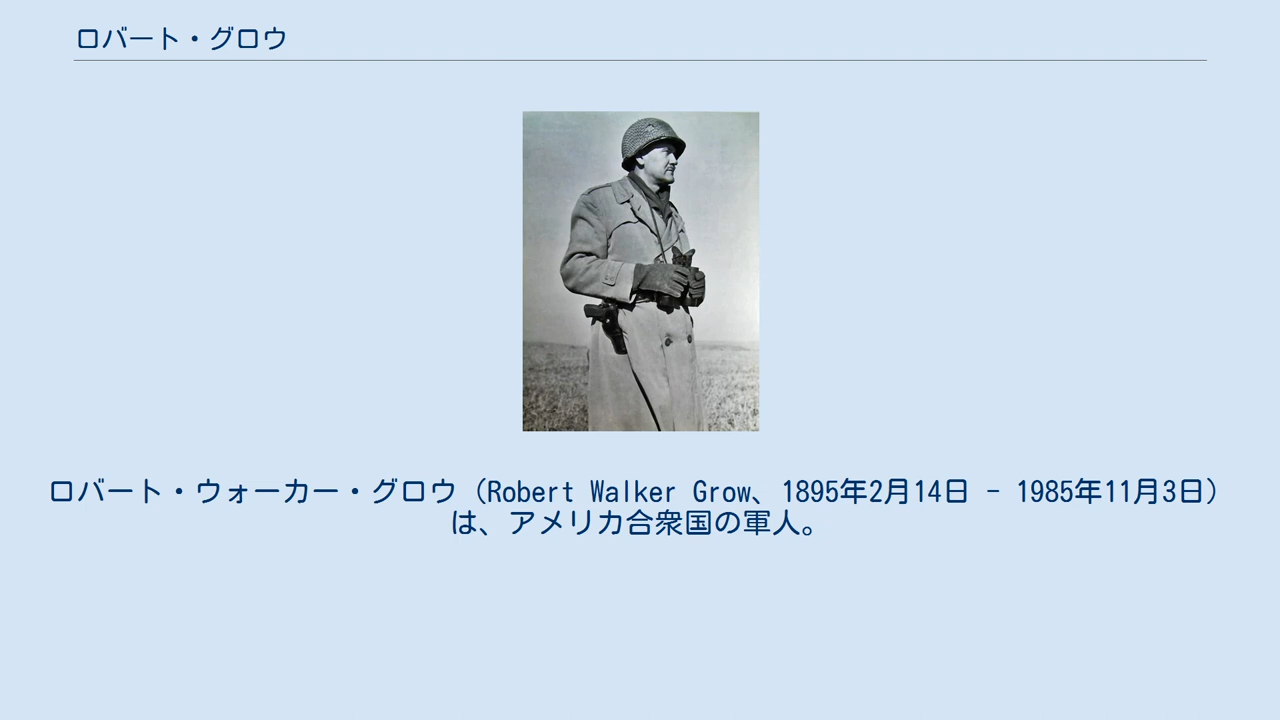 ロバート・グロウ
ロバート・ウォーカー・グロウ（Robert Walker Grow、1895年2月14日 - 1985年11月3日）
は、アメリカ合衆国の軍人。